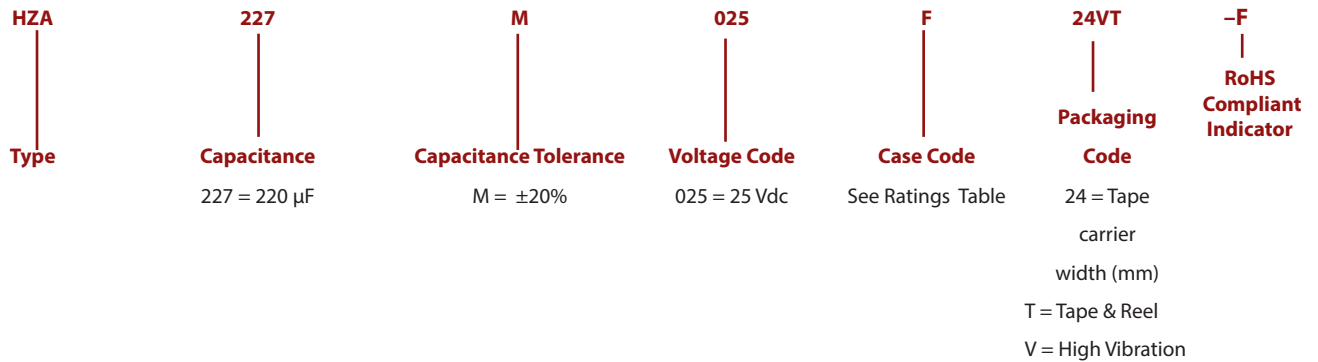 HZA 227 M 025 F 24VT –F
RoHS
Compliant
Indicator
Packaging
Type Capacitance Capacitance Tolerance Voltage Code Case Code Code
227 = 220 µF M = ±20% 025 = 25 Vdc See Ratings Table 24 = Tape
carrier
width (mm)
T = Tape & Reel
V = High Vibration